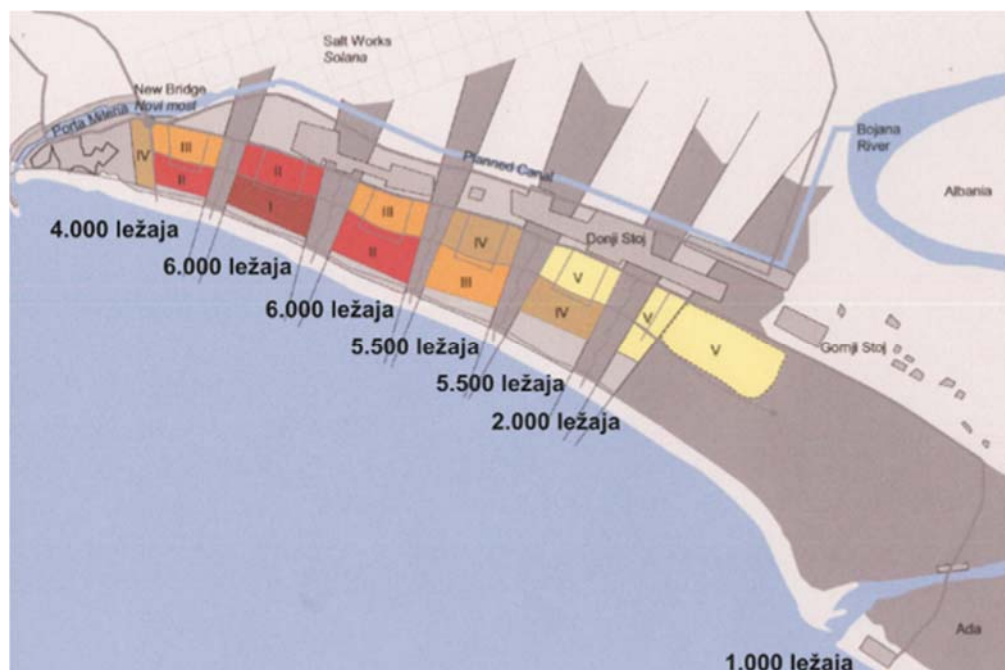 Salt Works
Solana
New Bridge
Novi most
Porta Milena
Planned Canal
Bojana
River
Albania
IV
III
II
II
I
III
II
IV
III
V
IV
V
V
Donji Stoj
Gornji Stoj
4.000 ležaja
6.000 ležaja
6.000 ležaja
5.500 ležaja
5.500 ležaja
2.000 ležaja
Ada
1.000 ležaja